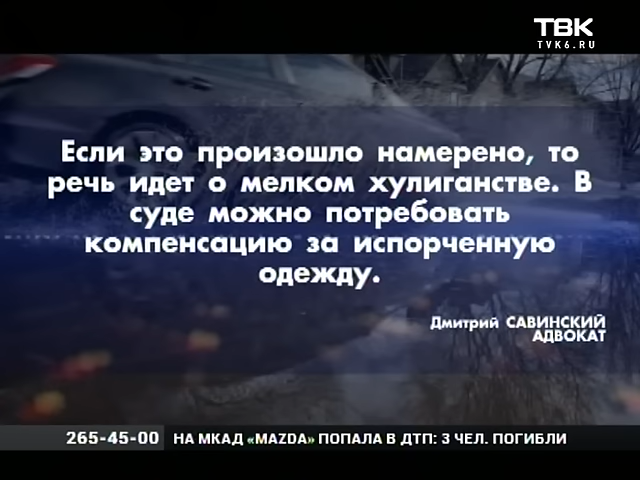 ТВК
TVK6.RU
Если это произошло намерено, то
речь идет о мелком хулиганстве. В
суде можно потребовать
компенсацию за испорченную
одежду.
Дмитрий САВИНСКИЙ
АДВОКАТ
265-45-00 НА МКАД «MAZDA» ПОПАЛА В ДТП: 3 ЧЕЛ. ПОГИБЛИ